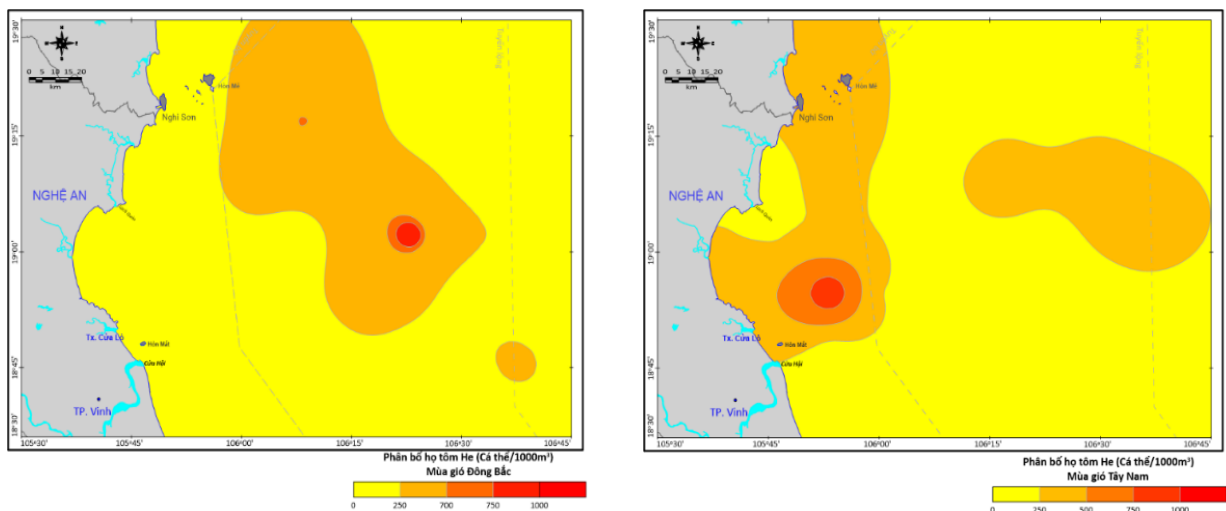 19°30'
0 5 10 15 20
km
Hòn Mê
Tuyến lộng
Nghi Sơn
19°15'
NGHỆ AN
19°00'
Tx. Cửa Lò
Hòn Mát
Cửa Hội
18°45'
TP. Vinh
18°30'
105°30' 105°45' 106°00' 106°15' 106°30' 106°45'
Phân bố họ tôm He (Cá thể/1000m³)
Mùa gió Đông Bắc
0 250 700 750 1000
19°30'
0 5 10 15 20
km
Hòn Mê
Tuyến lộng
Nghi Sơn
19°15'
NGHỆ AN
19°00'
Tx. Cửa Lò
Hòn Mát
Cửa Hội
18°45'
TP. Vinh
18°30'
105°30' 105°45' 106°00' 106°15' 106°30' 106°45'
Phân bố họ tôm He (Cá thể/1000m³)
Mùa gió Tây Nam
0 250 500 750 1000